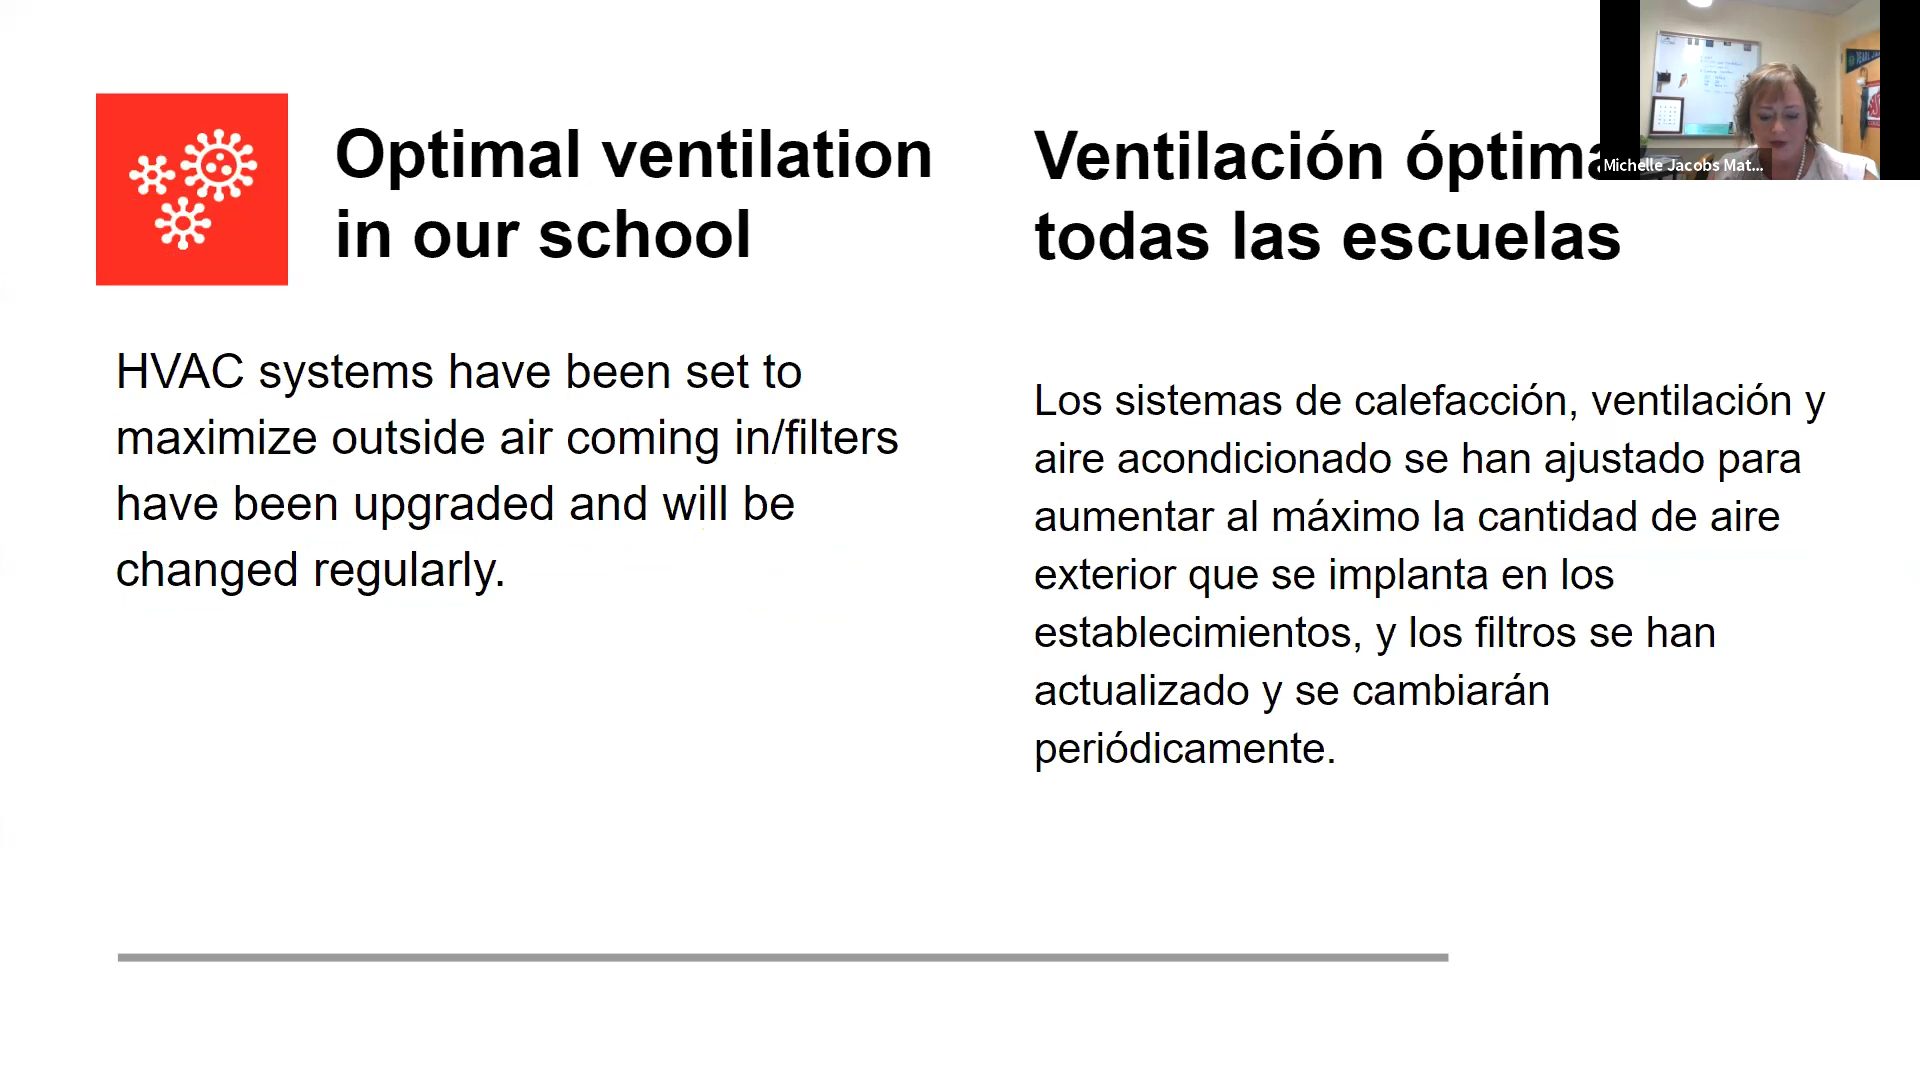 Optimal ventilation
in our school
HVAC systems have been set to
maximize outside air coming in/filters
have been upgraded and will be
changed regularly.
Ventilación óptima
todas las escuelas
Los sistemas de calefacción, ventilación y
aire acondicionado se han ajustado para
aumentar al máximo la cantidad de aire
exterior que se implanta en los
establecimientos, y los filtros se han
actualizado y se cambiarán
periódicamente.
Michelle Jacobs Mat...